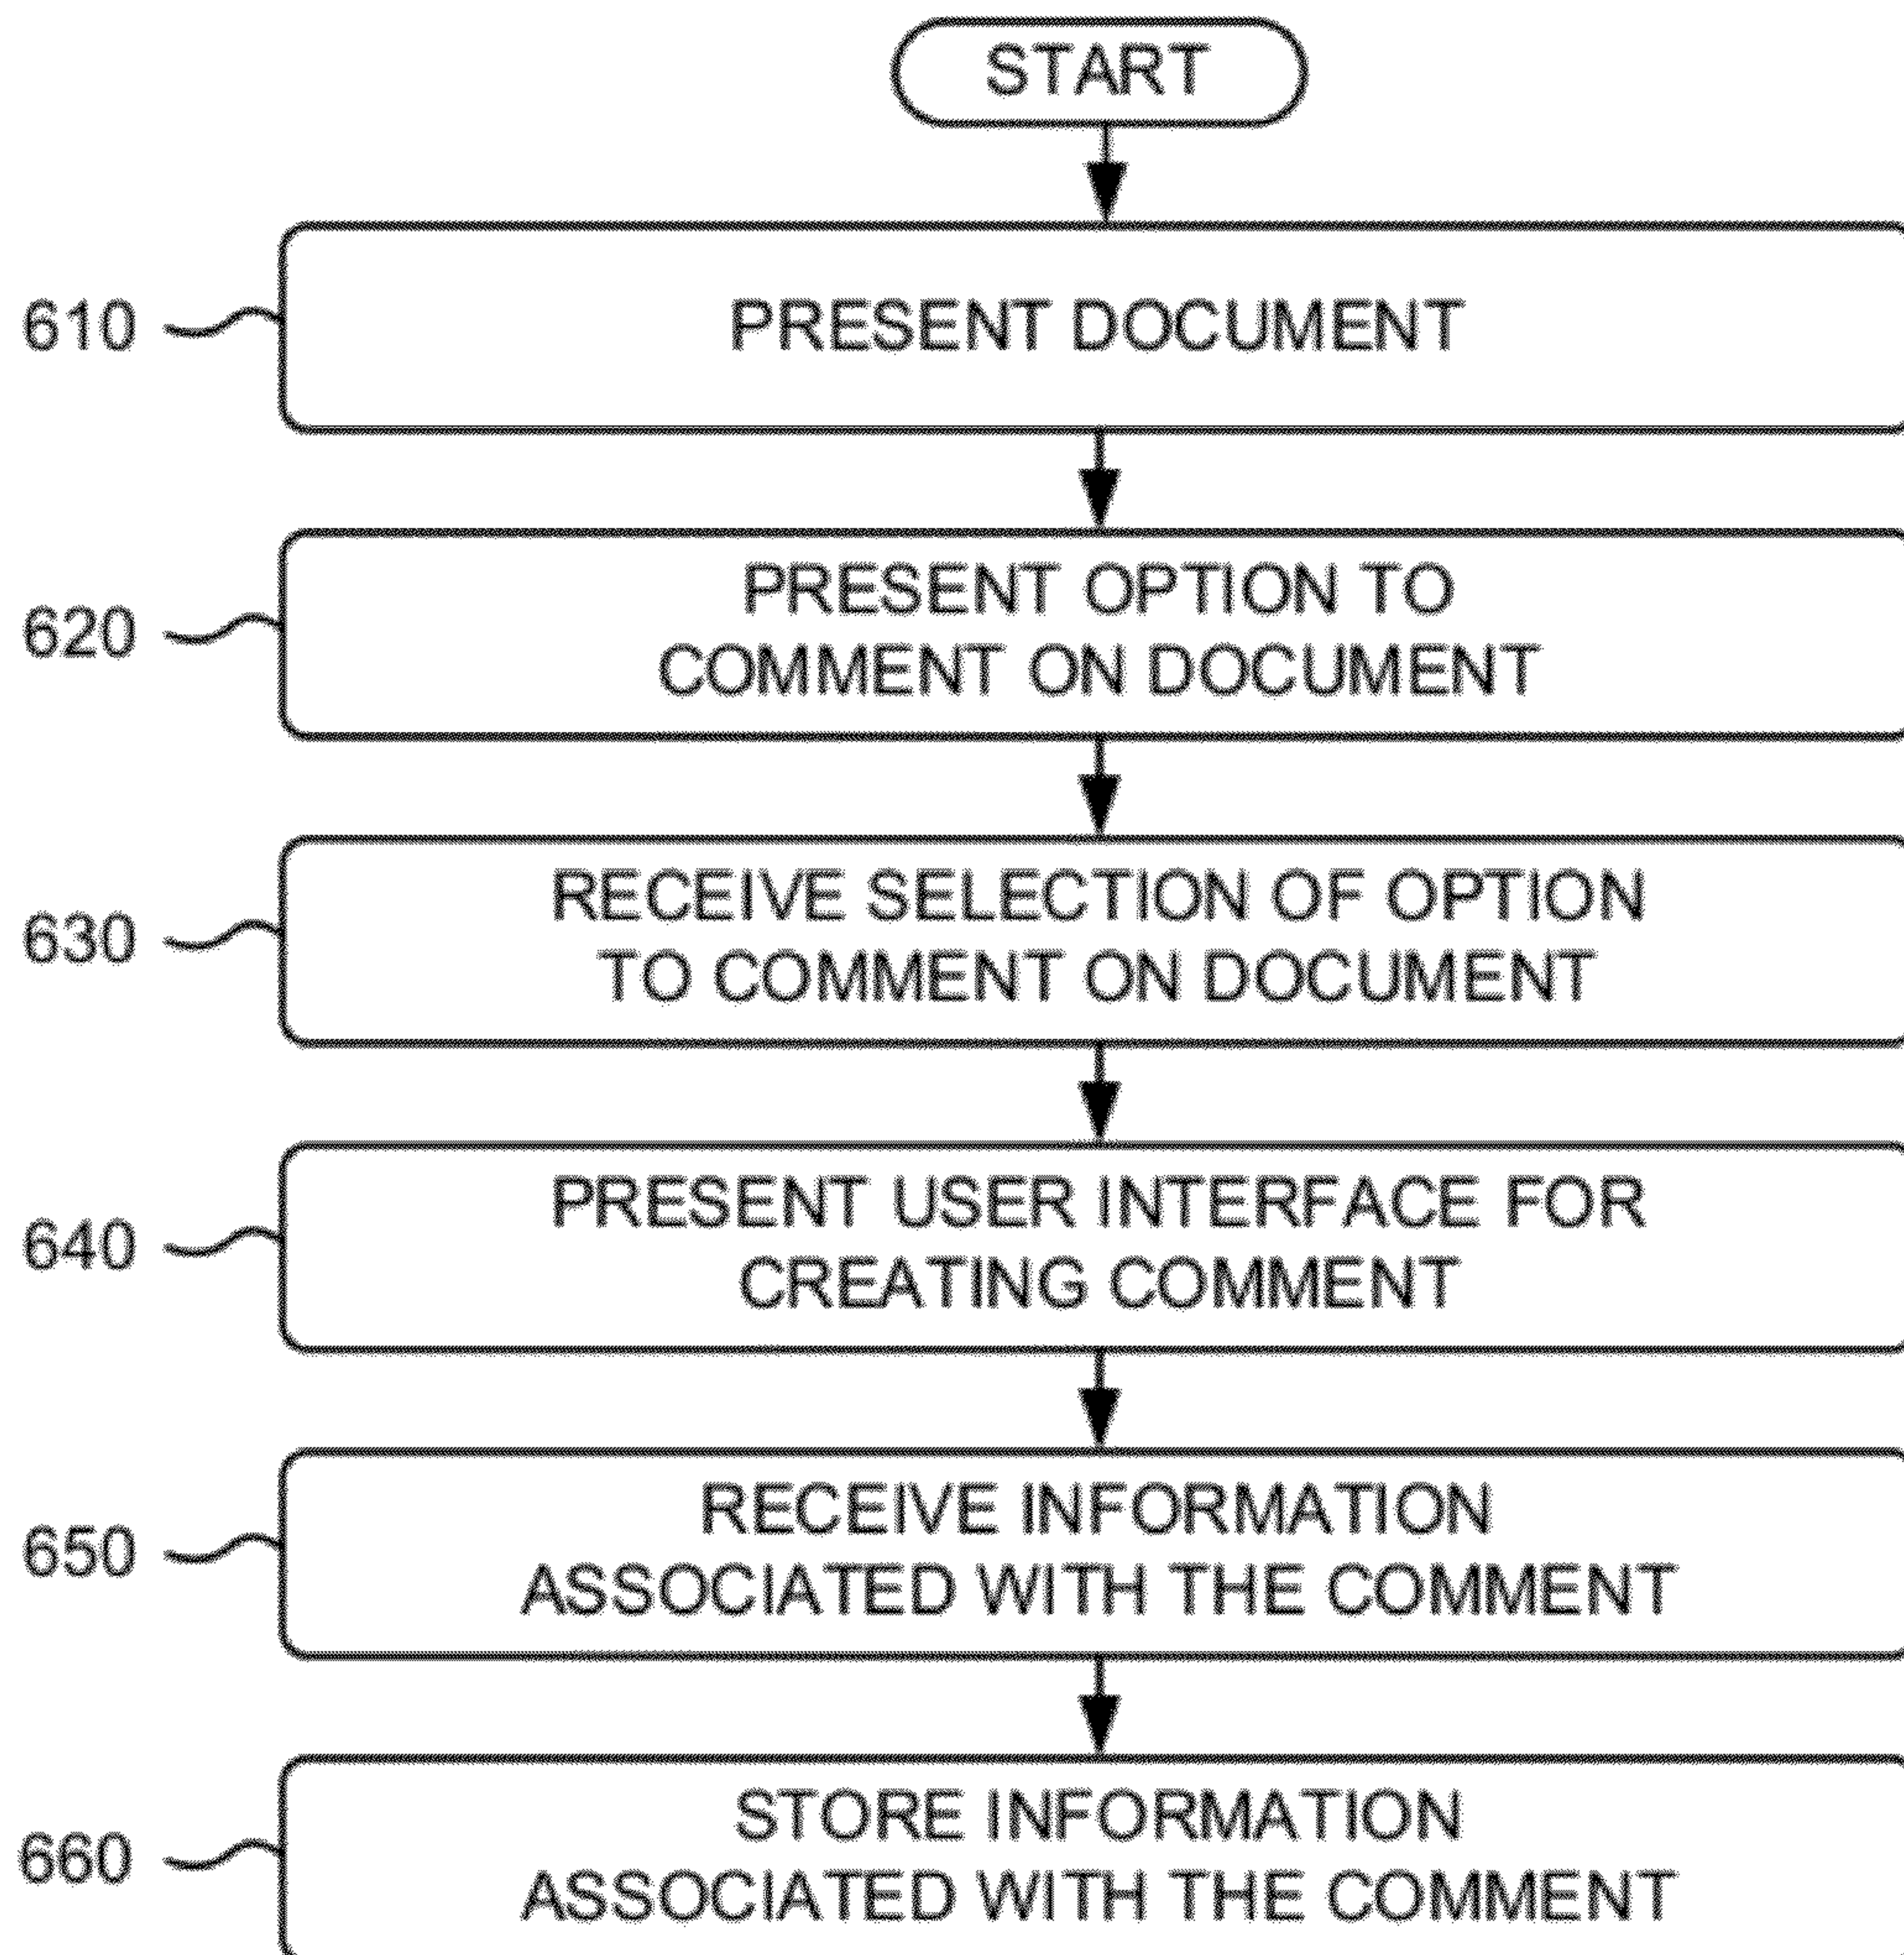 START
610
PRESENT DOCUMENT
620
PRESENT OPTION TO
COMMENT ON DOCUMENT
630
RECEIVE SELECTION OF OPTION
TO COMMENT ON DOCUMENT
640
PRESENT USER INTERFACE FOR
CREATING COMMENT
650
RECEIVE INFORMATION
ASSOCIATED WITH THE COMMENT
660
STORE INFORMATION
ASSOCIATED WITH THE COMMENT